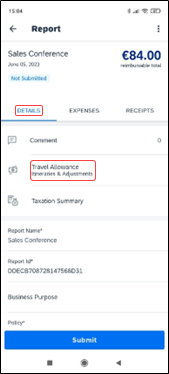 15:04
Report
Sales Conference
€84.00
June 05, 2023
reimbursable total
Not Submitted
DETAILS
EXPENSES
RECEIPTS
Comment
0
Travel Allowance
Itineraries & Adjustments
Taxation Summary
Report Name*
Sales Conference
Report Id*
Business Purpose
Policy*
Submit